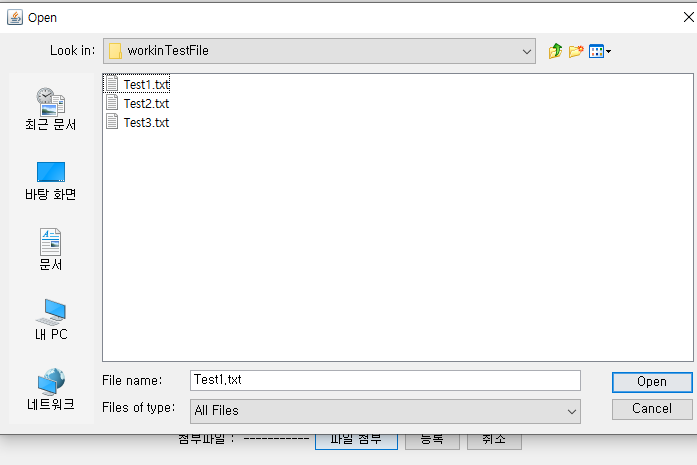 Open
Look in: workinTestFile
Test1.txt
Test2.txt
Test3.txt
최근 문서
바탕 화면
문서
내 PC
네트워크
File name: Test1.txt
Open
Files of type: All Files
Cancel
첨부파일 : ----------- 파일 첨부 등록 취소